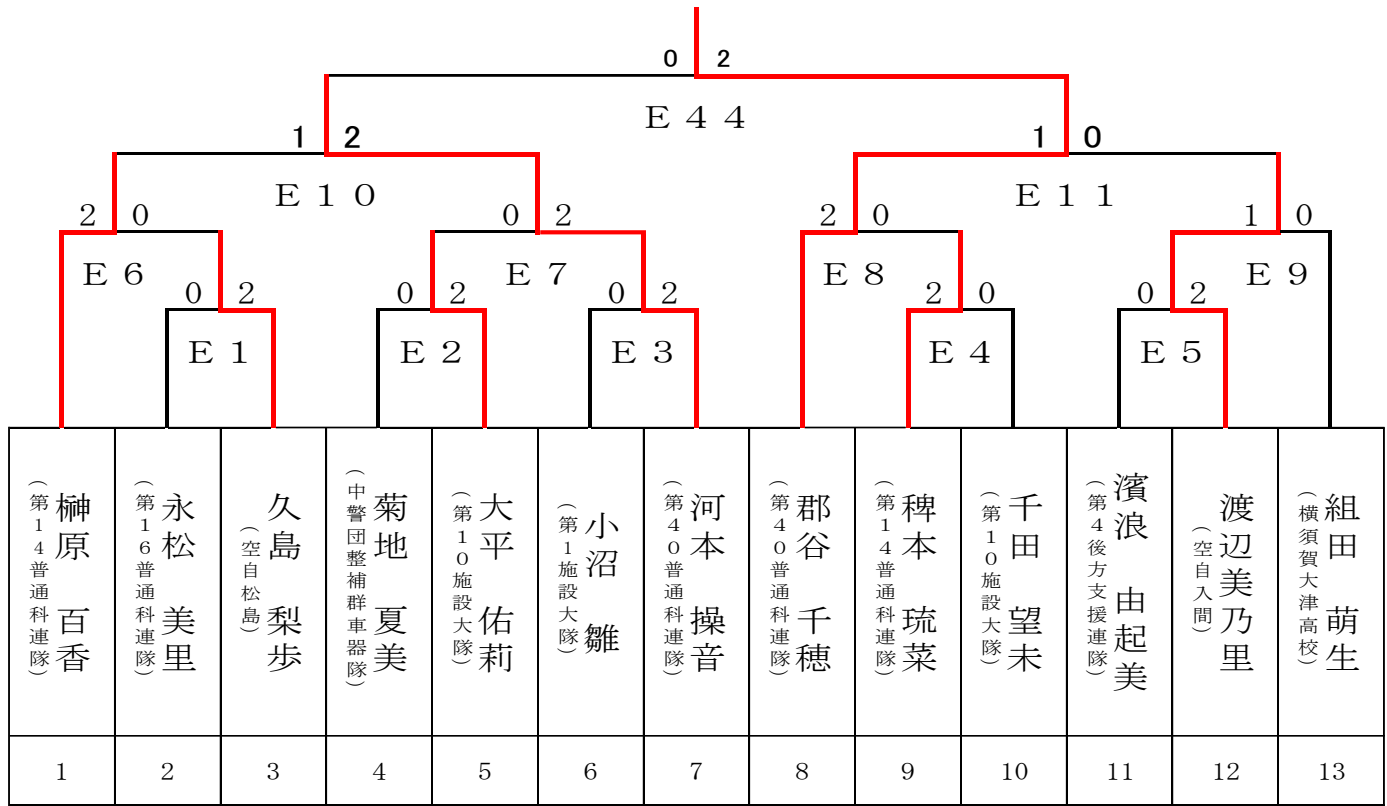 ０ ２
Ｅ４４
１ ２
１ ０
Ｅ１０
Ｅ１１
２ ０
０ ２
２ ０
１ ０
Ｅ６
Ｅ７
Ｅ８
Ｅ９
０ ２
０ ２
０ ２
２ ０
０ ２
Ｅ１
Ｅ２
Ｅ３
Ｅ４
Ｅ５
榊原 百香
（第１４普通科連隊）
永松 美里
（第１６普通科連隊）
久島 梨歩
（空自松島）
菊地 夏美
（中警団整補群車器隊）
大平 佑莉
（第１０施設大隊）
小沼 雛
（第１施設大隊）
河本 操音
（第４０普通科連隊）
郡谷 千穂
（第４０普通科連隊）
稗本 琉菜
（第１４普通科連隊）
千田 望未
（第１０施設大隊）
濱浪 由起美
（第４後方支援連隊）
渡辺美乃里
（空自入間）
組田 萌生
（横須賀大津高校）
1 2 3 4 5 6 7 8 9 10 11 12 13